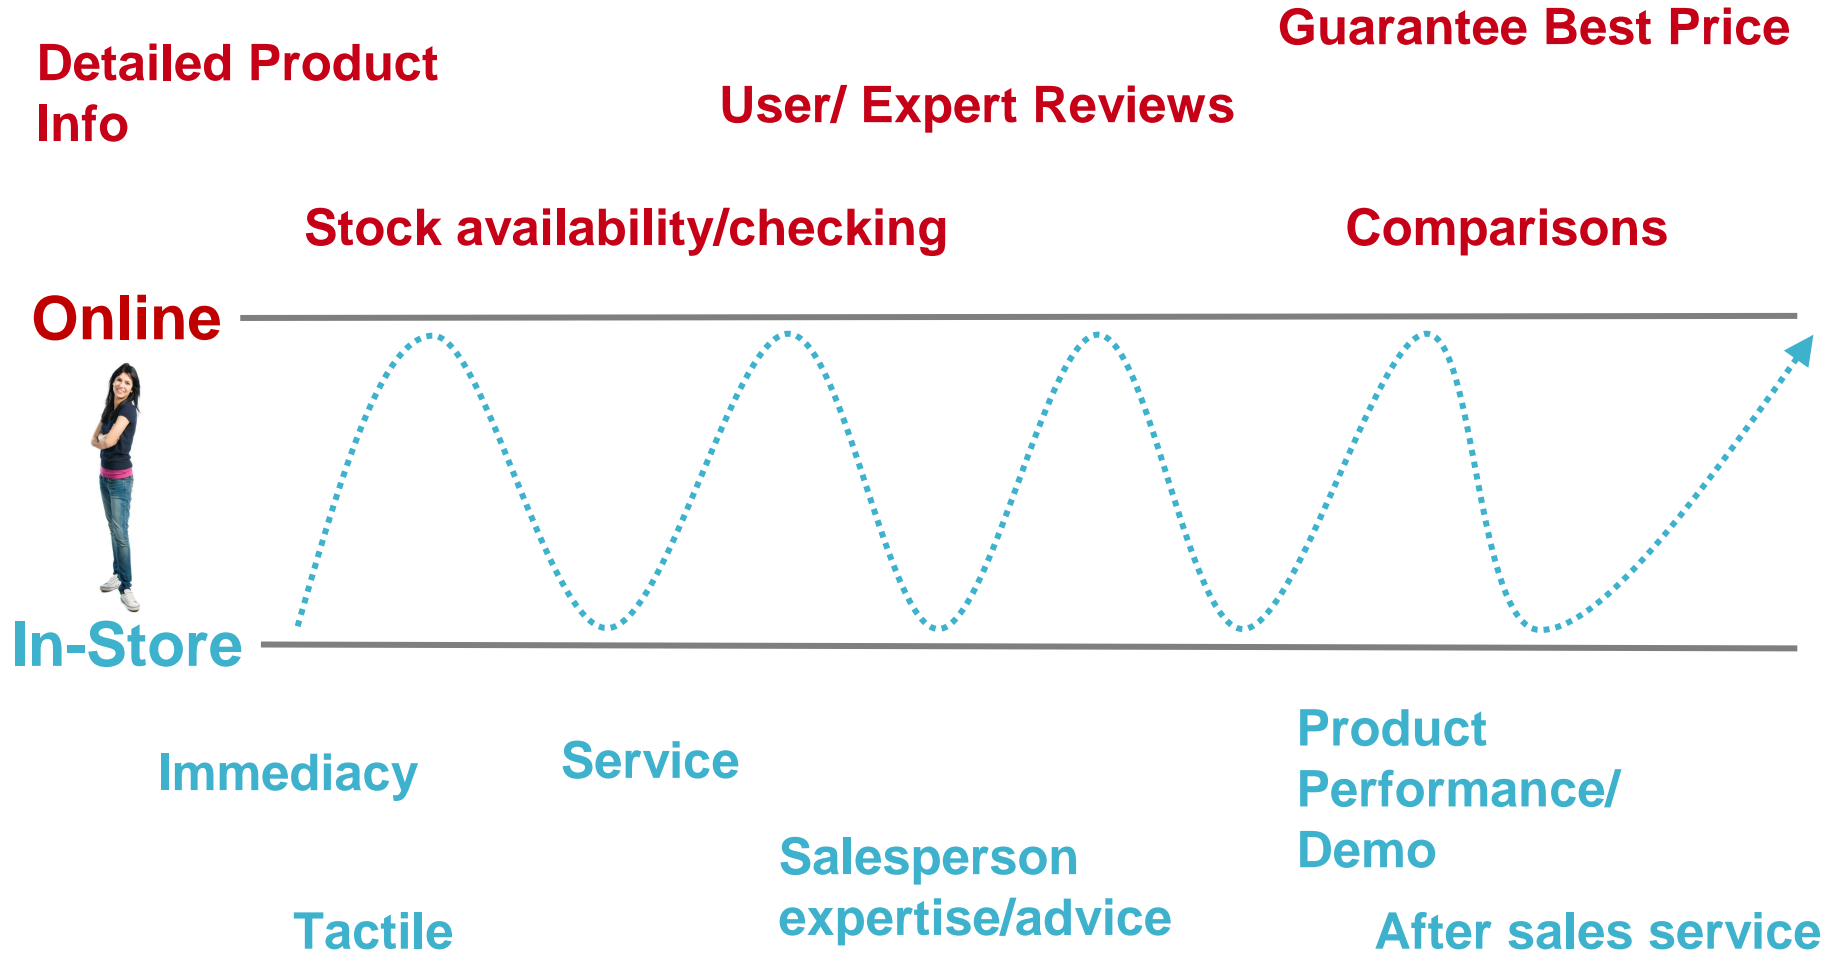 Guarantee Best Price
Detailed Product
Info
User/ Expert Reviews
Stock availability/checking
Comparisons
Online
In-Store
Immediacy
Service
Product
Performance/
Demo
Salesperson
expertise/advice
Tactile
After sales service